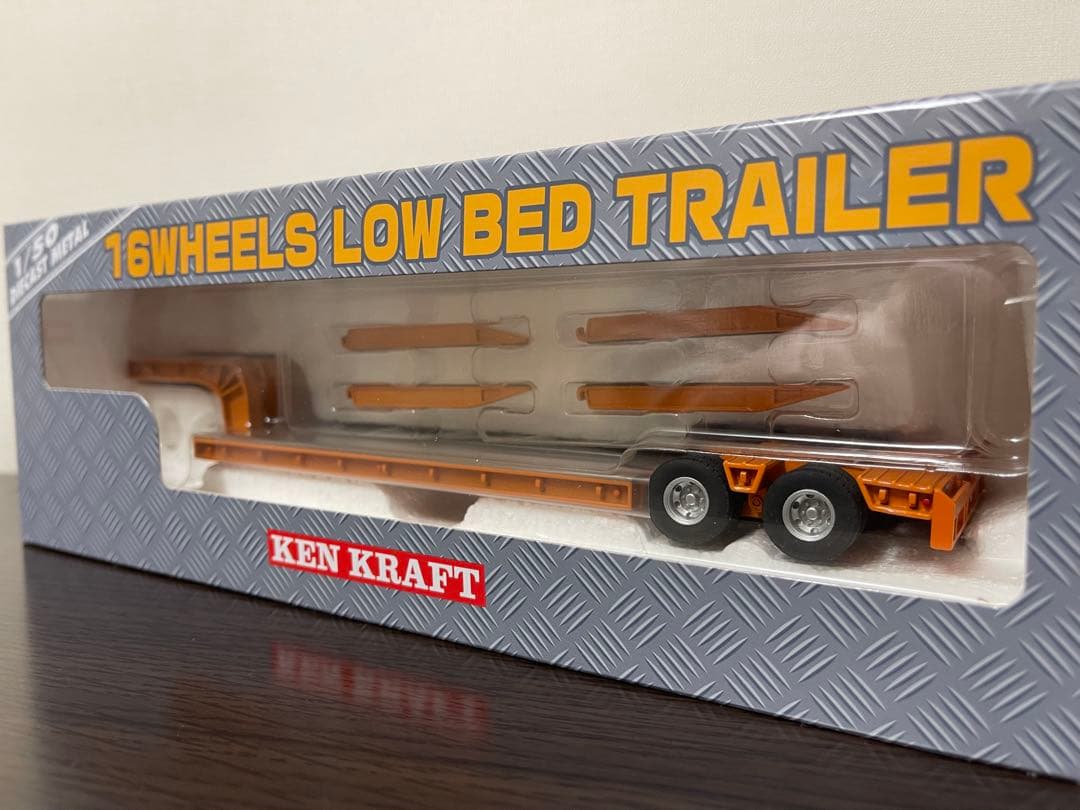 1/50
DIECAST METAL
16WHEELS LOW BED TRAILER
KEN KRAFT